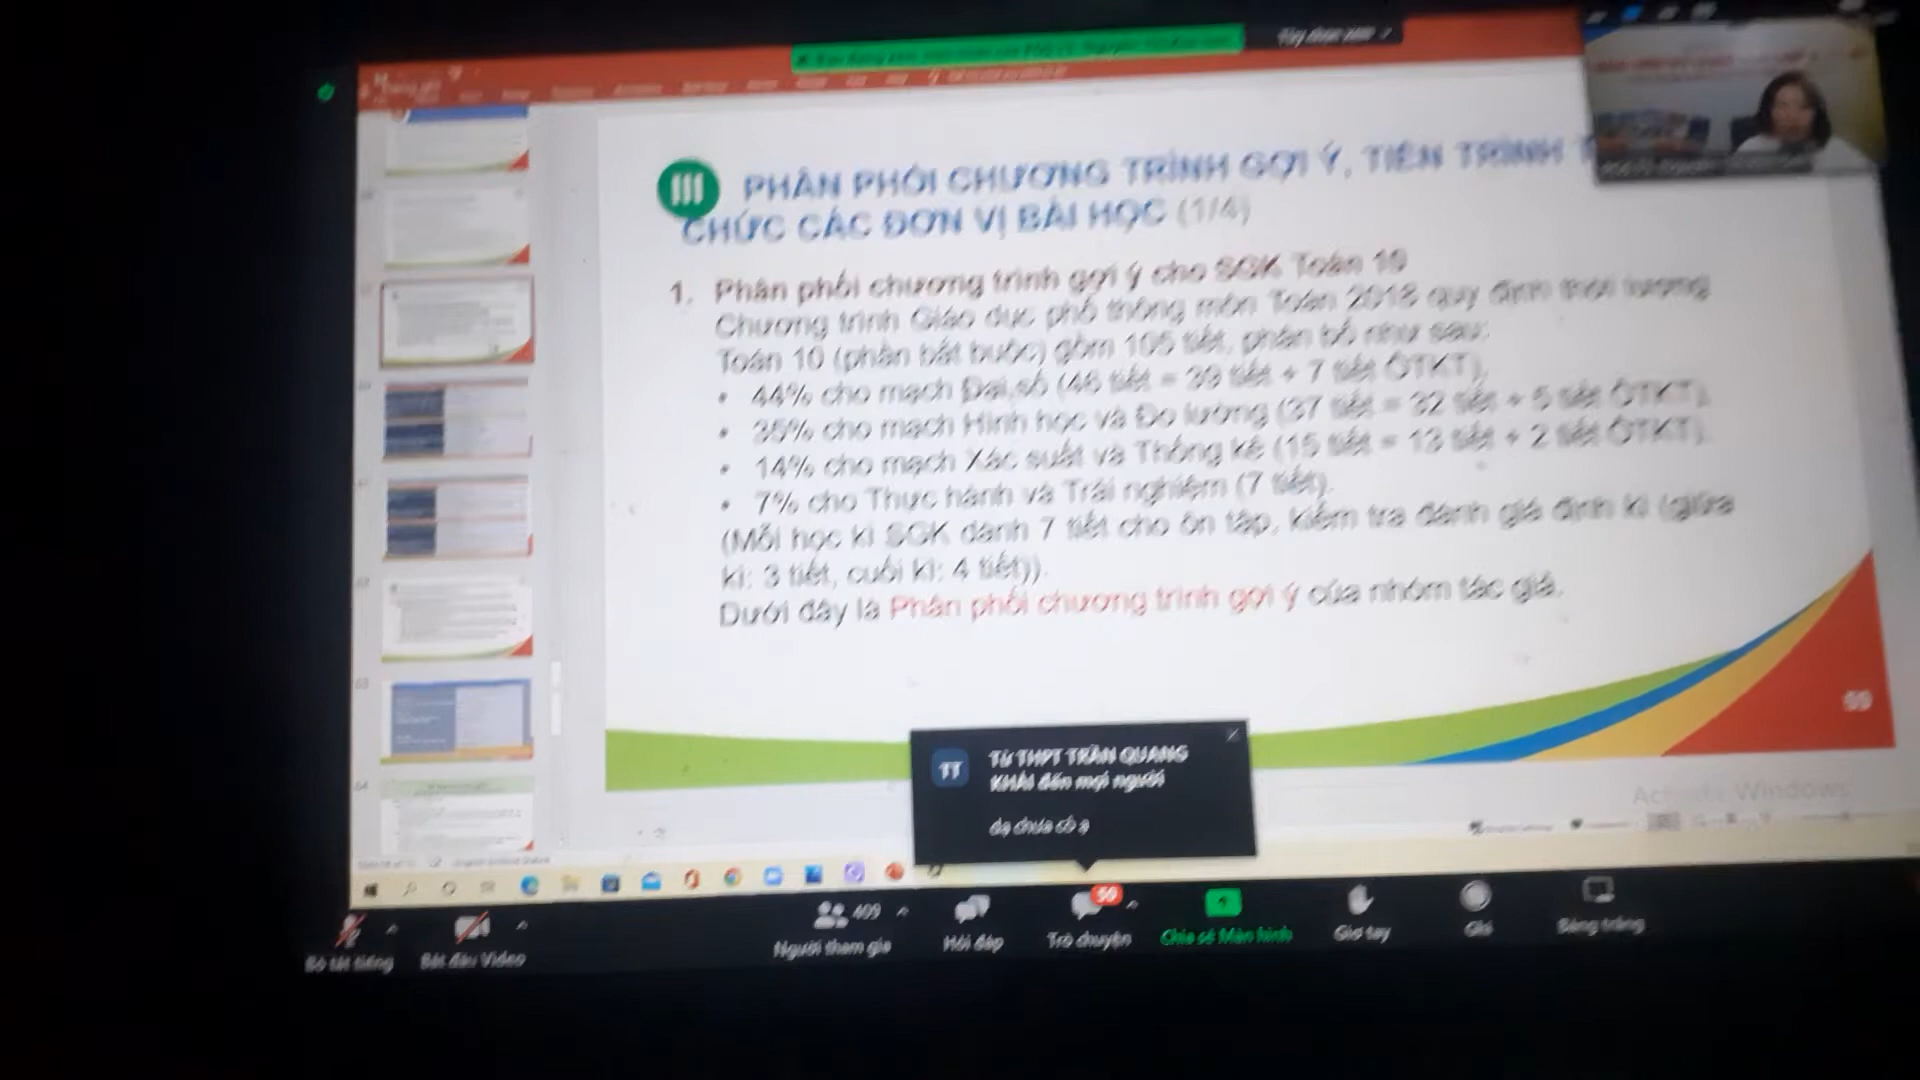 III PHÂN PHỐI CHƯƠNG TRÌNH GỢI Ý, TIẾN TRÌNH T
CHỨC CÁC ĐƠN VỊ BÀI HỌC (1/4)
1. Phân phối chương trình gợi ý cho SGK Toán 10
Chương trình Giáo dục phổ thông môn Toán 2018 quy định thời lượng
Toán 10 (phần bắt buộc) gồm 105 tiết, phân bổ như sau:
• 44% cho mạch Đại số (46 tiết = 39 tiết + 7 tiết ÔTKT).
• 35% cho mạch Hình học và Đo lường (37 tiết = 32 tiết + 5 tiết ÔTKT).
• 14% cho mạch Xác suất và Thống kê (15 tiết = 13 tiết + 2 tiết ÔTKT).
• 7% cho Thực hành và Trải nghiệm (7 tiết).
(Mỗi học kì SGK dành 7 tiết cho ôn tập, kiểm tra đánh giá định kì (giữa
kì: 3 tiết, cuối kì: 4 tiết)).
Dưới đây là Phân phối chương trình gợi ý của nhóm tác giả.
59
TT
Từ THPT TRẦN QUANG
KHẢI đến mọi người
dạ chưa có ạ
Activate Windows
Bỏ tắt tiếng
Bắt đầu Video
409
Người tham gia
Hỏi đáp
50
Trò chuyện
Chia sẻ Màn hình
Giơ tay
Ghi
Bảng trắng